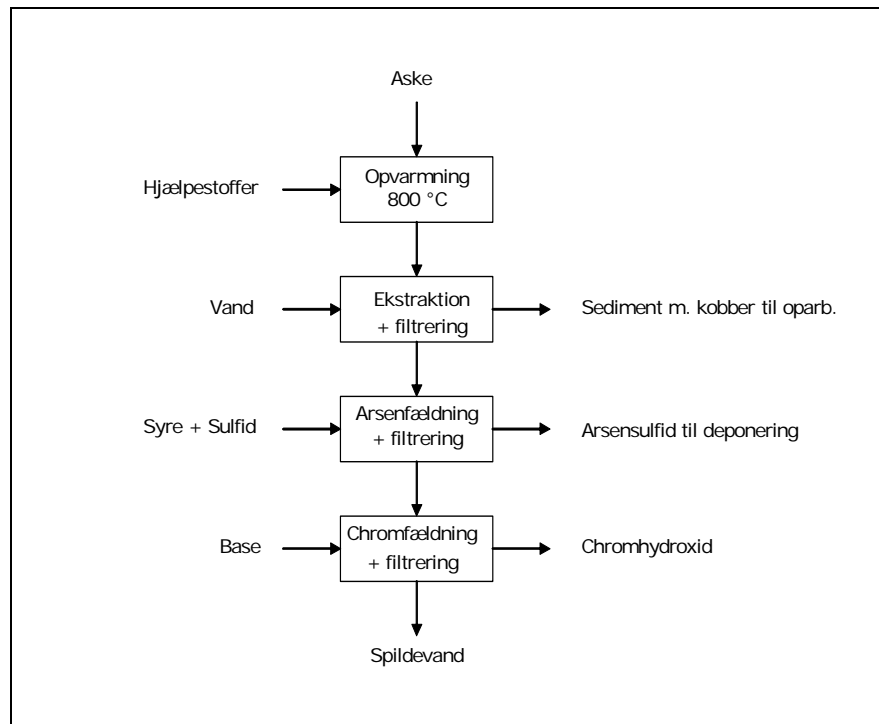 Aske
Hjælpestoffer
Opvarmning
800 °C
Vand
Ekstraktion
+ filtrering
Sediment m. kobber til oparb.
Syre + Sulfid
Arsenfældning
+ filtrering
Arsensulfid til deponering
Base
Chromfældning
+ filtrering
Chromhydroxid
Spildevand